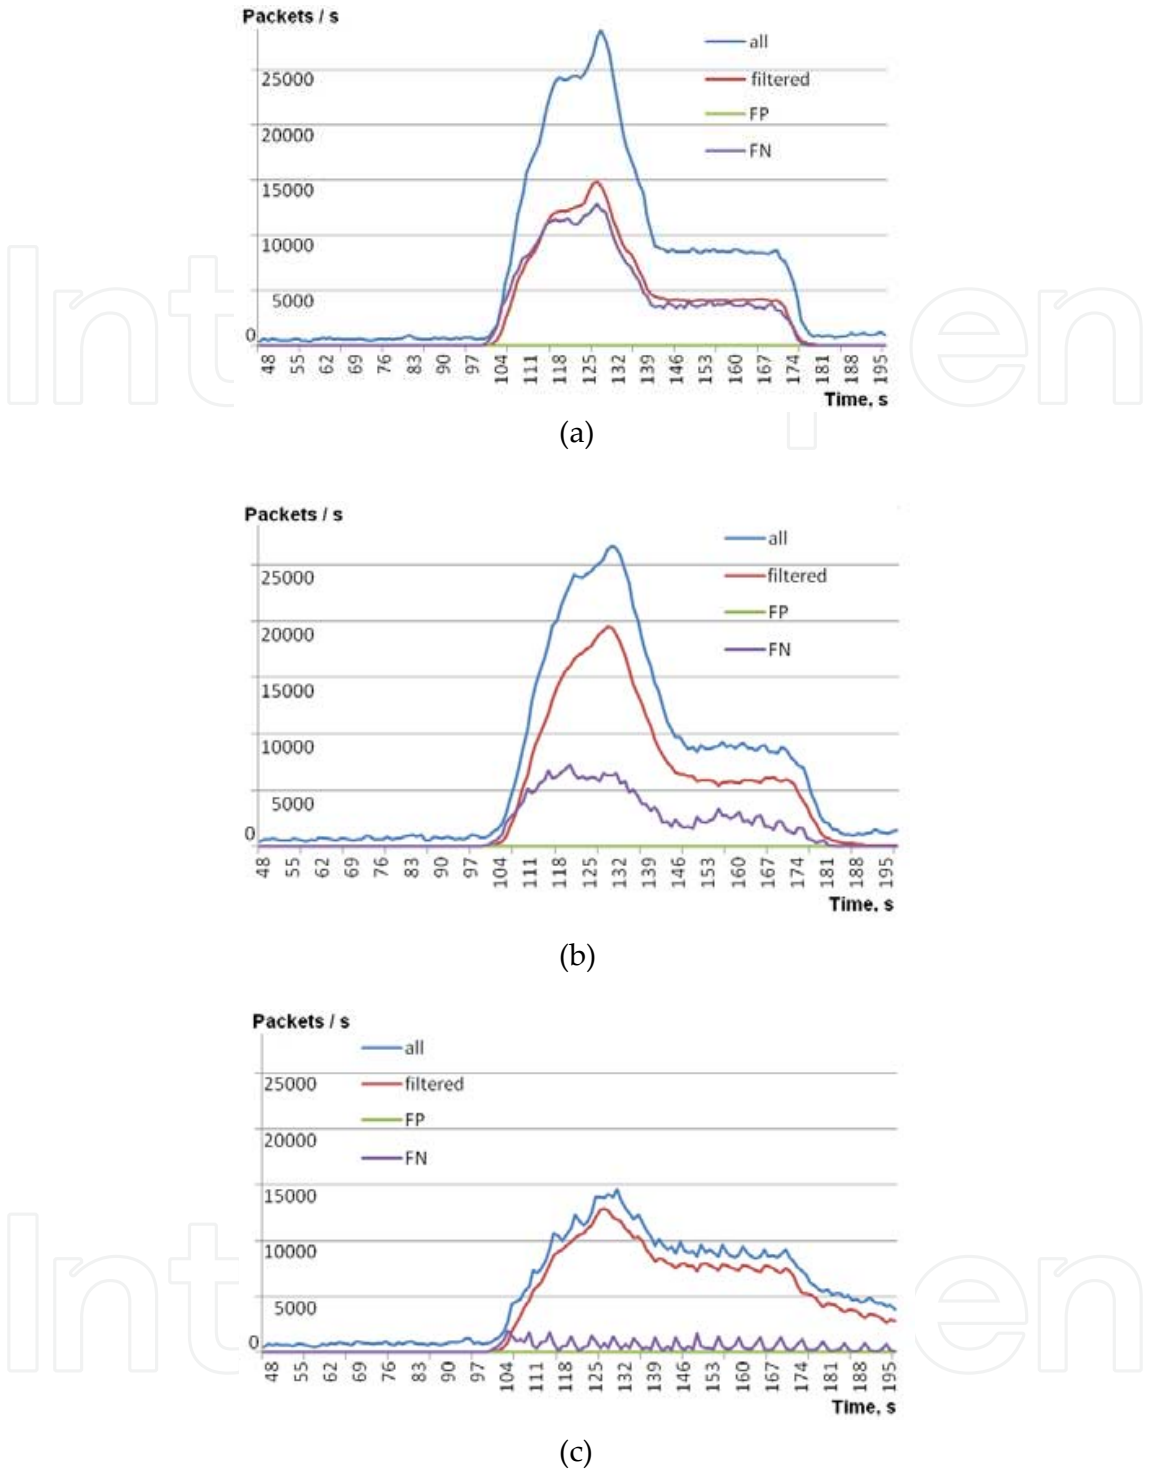 Packets / s
all
25000
filtered
FP
20000
FN
15000
10000
5000
0
48 55 62 69 76 83 90 97 104 111 118 125 132 139 146 153 160 167 174 181 188 195
Time, s
(a)
Packets / s
all
25000
filtered
FP
20000
FN
15000
10000
5000
0
48 55 62 69 76 83 90 97 104 111 118 125 132 139 146 153 160 167 174 181 188 195
Time, s
(b)
Packets / s
all
25000
filtered
FP
20000
FN
15000
10000
5000
0
48 55 62 69 76 83 90 97 104 111 118 125 132 139 146 153 160 167 174 181 188 195
Time, s
(c)